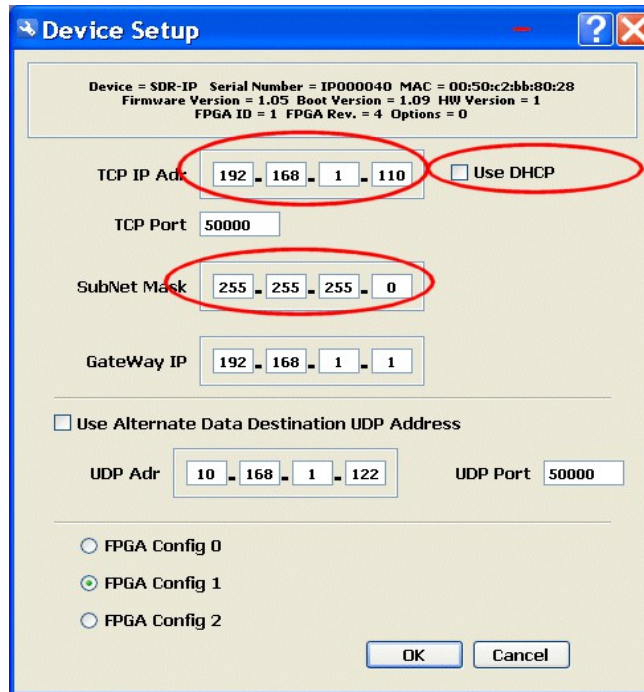 Device Setup
Device = SDR-IP Serial Number = IP000040 MAC = 00:50:c2:bb:80:28
Firmware Version = 1.05 Boot Version = 1.09 HW Version = 1
FPGA ID = 1 FPGA Rev. = 4 Options = 0
TCP IP Adr 192 . 168 . 1 . 110 Use DHCP
TCP Port 50000
SubNet Mask 255 . 255 . 255 . 0
GateWay IP 192 . 168 . 1 . 1
Use Alternate Data Destination UDP Address
UDP Adr 10 . 168 . 1 . 122 UDP Port 50000
FPGA Config 0
FPGA Config 1
FPGA Config 2
OK Cancel